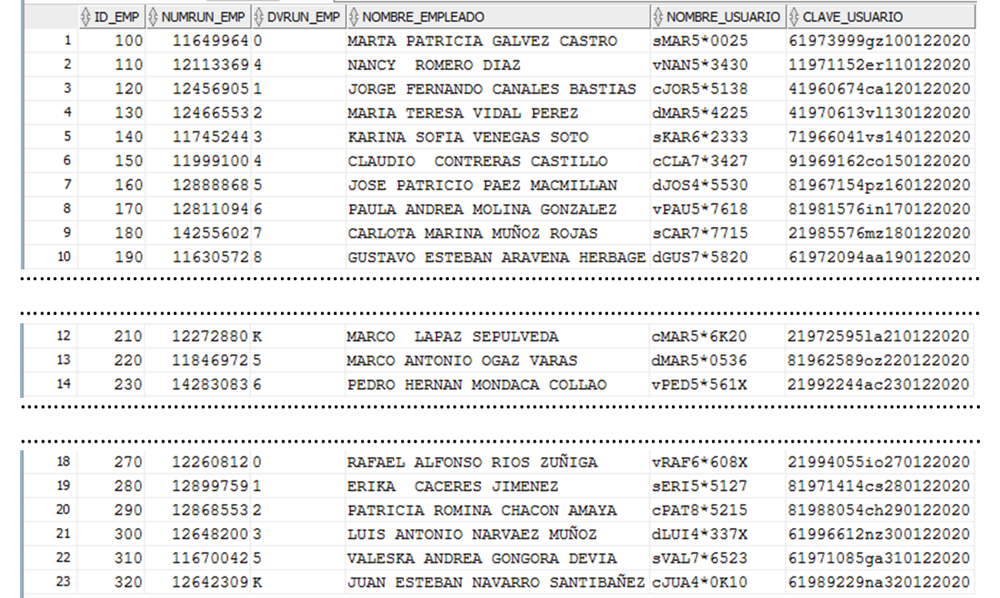 ID_EMP NUMRUN_EMP DVRUN_EMP NOMBRE_EMPLEADO NOMBRE_USUARIO CLAVE_USUARIO
1 100 11649964 0 MARTA PATRICIA GALVEZ CASTRO sMAR5*0025 61973999gz100122020
2 110 12113369 4 NANCY  ROMERO DIAZ vNAN5*3430 11971152er110122020
3 120 12456905 1 JORGE FERNANDO CANALES BASTIAS cJOR5*5138 41960674ca120122020
4 130 12466553 2 MARIA TERESA VIDAL PEREZ dMAR5*4225 41970613vl130122020
5 140 11745244 3 KARINA SOFIA VENEGAS SOTO sKAR6*2333 71966041vs140122020
6 150 11999100 4 CLAUDIO  CONTRERAS CASTILLO cCLA7*3427 91969162co150122020
7 160 12888868 5 JOSE PATRICIO PAEZ MACMILLAN dJOS4*5530 81967154pz160122020
8 170 12811094 6 PAULA ANDREA MOLINA GONZALEZ vPAU5*7618 81981576in170122020
9 180 14255602 7 CARLOTA MARINA MUÑOZ ROJAS sCAR7*7715 21985576mz180122020
10 190 11630572 8 GUSTAVO ESTEBAN ARAVENA HERBAGE dGUS7*5820 61972094aa190122020
12 210 12272880 K MARCO  LAPAZ SEPULVEDA cMAR5*6K20 21972595la210122020
13 220 11846972 5 MARCO ANTONIO OGAZ VARAS dMAR5*0536 81962589oz220122020
14 230 14283083 6 PEDRO HERNAN MONDACA COLLAO vPED5*561X 21992244ac230122020
18 270 12260812 0 RAFAEL ALFONSO RIOS ZUÑIGA vRAF6*608X 21994055io270122020
19 280 12899759 1 ERIKA  CACERES JIMENEZ sERI5*5127 81971414cs280122020
20 290 12868553 2 PATRICIA ROMINA CHACON AMAYA cPAT8*5215 81988054ch290122020
21 300 12648200 3 LUIS ANTONIO NARVAEZ MUÑOZ dLUI4*337X 61996612nz300122020
22 310 11670042 5 VALESKA ANDREA GONGORA DEVIA sVAL7*6523 61971085ga310122020
23 320 12642309 K JUAN ESTEBAN NAVARRO SANTIBAÑEZ cJUA4*0K10 61989229na320122020